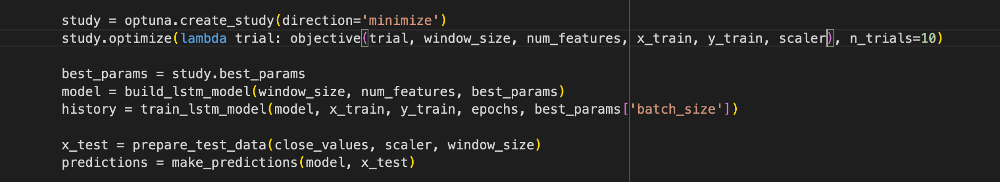 study = optuna.create_study(direction='minimize')
study.optimize(lambda trial: objective(trial, window_size, num_features, x_train, y_train, scaler), n_trials=10)
best_params = study.best_params
model = build_lstm_model(window_size, num_features, best_params)
history = train_lstm_model(model, x_train, y_train, epochs, best_params['batch_size'])
x_test = prepare_test_data(close_values, scaler, window_size)
predictions = make_predictions(model, x_test)